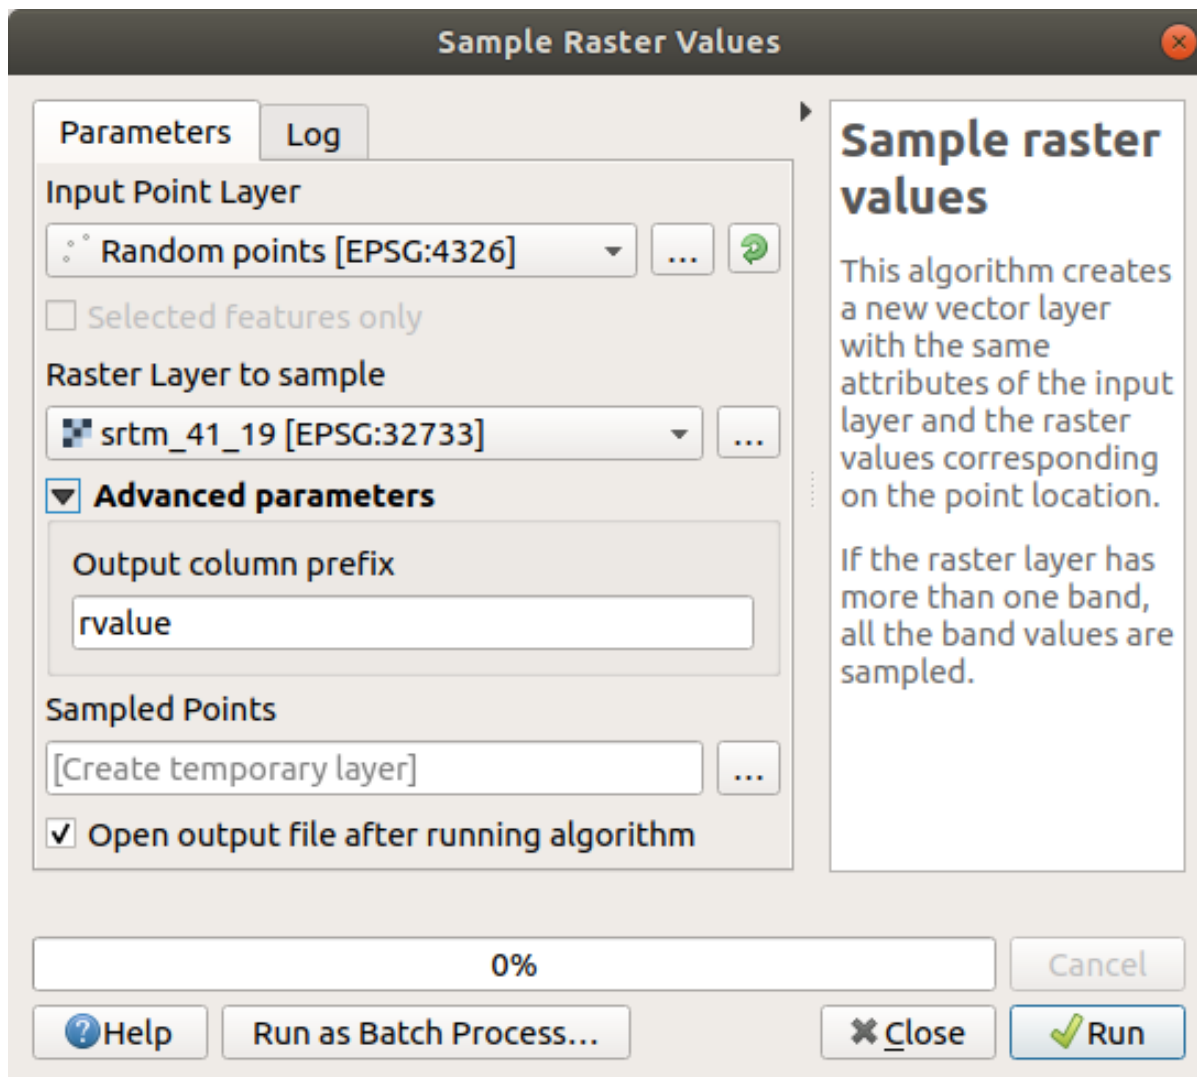 Sample Raster Values
Parameters
Log
Input Point Layer
Random points [EPSG:4326]
...
Selected features only
Raster Layer to sample
srtm_41_19 [EPSG:32733]
...
Advanced parameters
Output column prefix
rvalue
Sampled Points
[Create temporary layer]
...
Open output file after running algorithm
Sample raster
values
This algorithm creates
a new vector layer
with the same
attributes of the input
layer and the raster
values corresponding
on the point location.
If the raster layer has
more than one band,
all the band values are
sampled.
0%
Cancel
Help
Run as Batch Process...
Close
Run